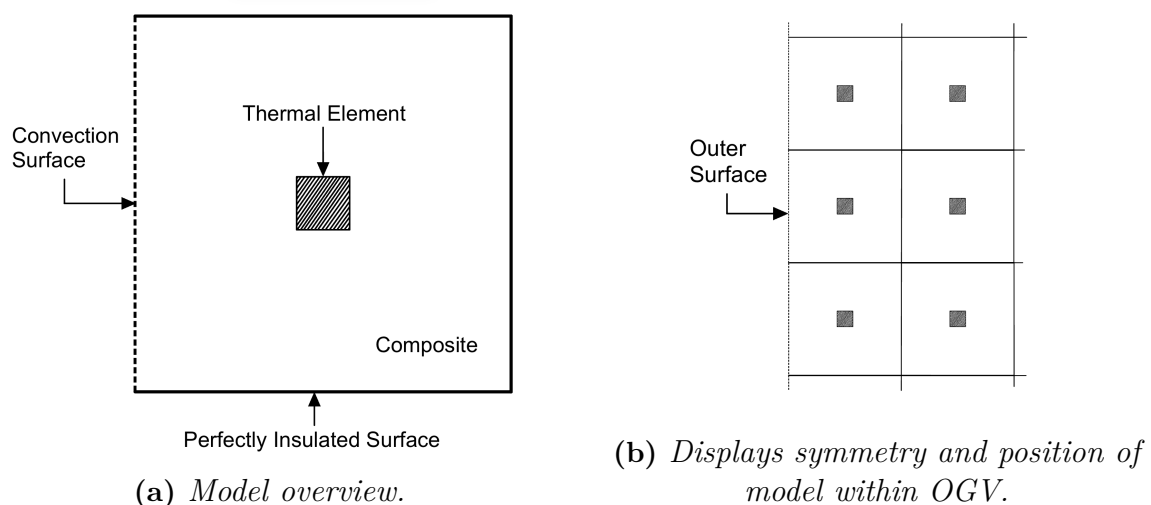 Thermal Element
Convection
Surface
Composite
Perfectly Insulated Surface
(a) Model overview.
Outer
Surface
(b) Displays symmetry and position of
model within OGV.